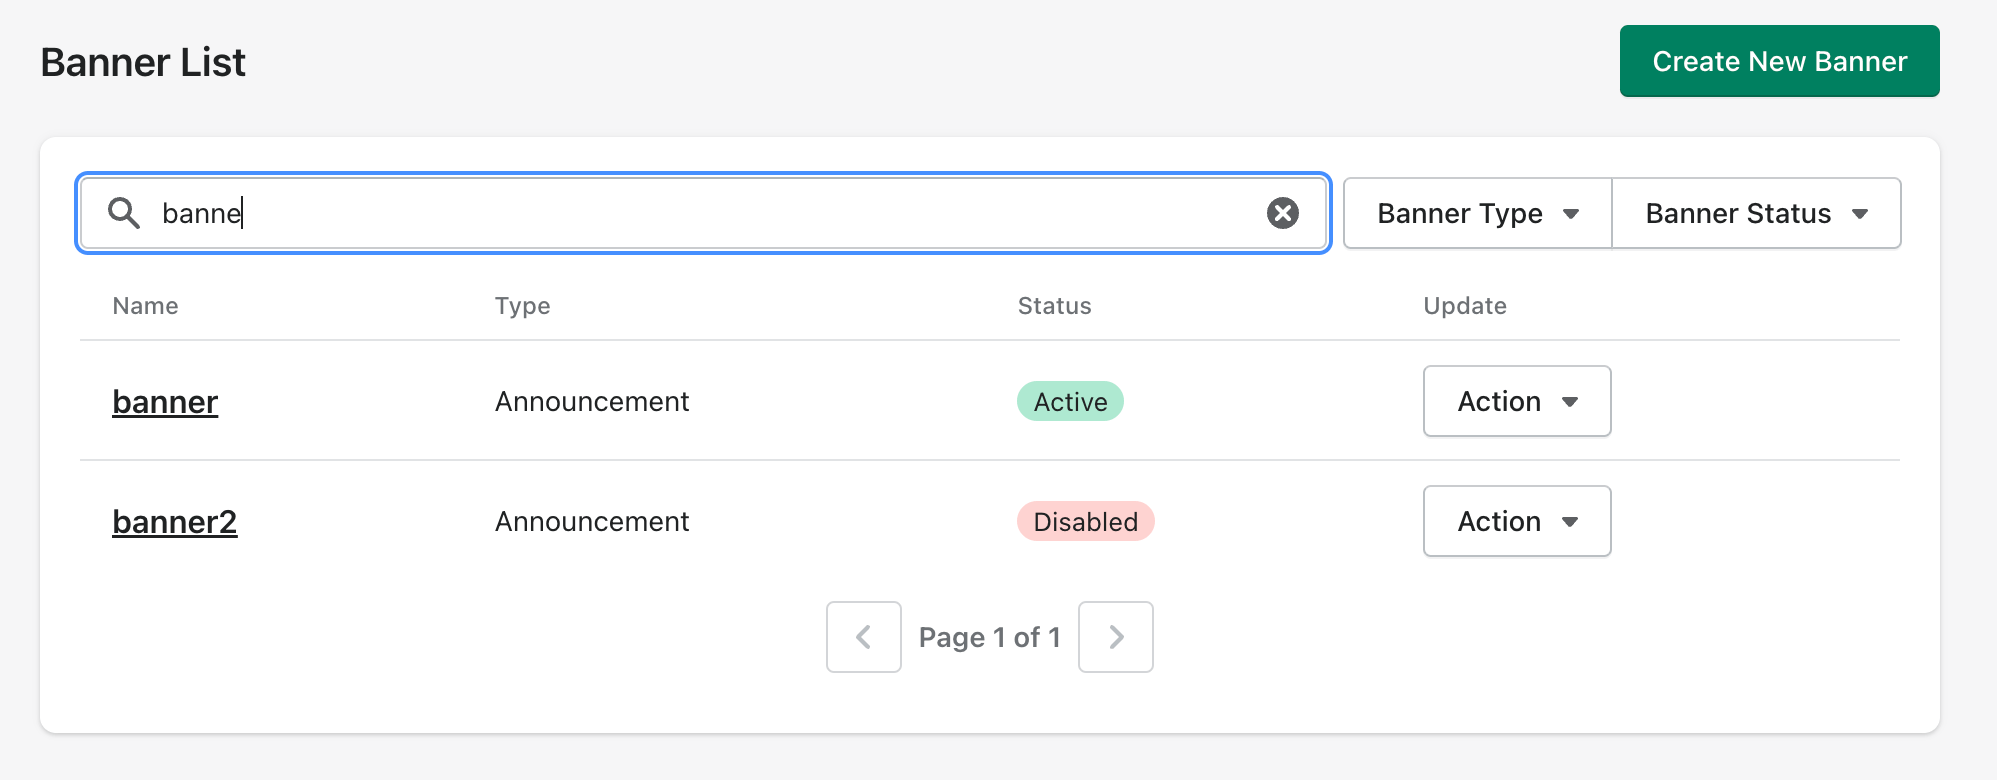 Banner List
Create New Banner
banne
Banner Type
Banner Status
Name
Type
Status
Update
banner
Announcement
Active
Action
banner2
Announcement
Disabled
Action
Page 1 of 1